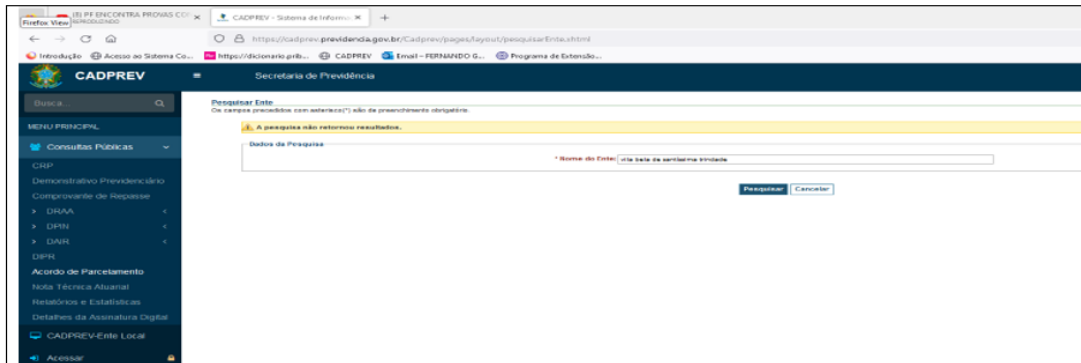 (8) PF ENCONTRA PROVAS CO
REPRODUZINDO
Firefox View
CADPREV - Sistema de Inform
https://cadprev.previdencia.gov.br/Cadprev/pages/layout/pesquisarEnte.xhtml
Introdução Acesso ao Sistema Co... https://dicionario.prib... CADPREV Email – FERNANDO G... Programa de Extensão...
CADPREV Secretaria de Previdência
Busca...
Pesquisar Ente
Os campos precedidos com asterisco(*) são de preenchimento obrigatório.
MENU PRINCIPAL
A pesquisa não retornou resultados.
Consultas Públicas
Dados da Pesquisa
* Nome do Ente: vila bela da santíssima trindade
Pesquisar Cancelar
CRP
Demonstrativo Previdenciário
Comprovante de Repasse
> DRAA <
> DPIN <
> DAIR <
DIPR
Acordo de Parcelamento
Nota Técnica Atuarial
Relatórios e Estatísticas
Detalhes da Assinatura Digital
CADPREV-Ente Local
Acessar